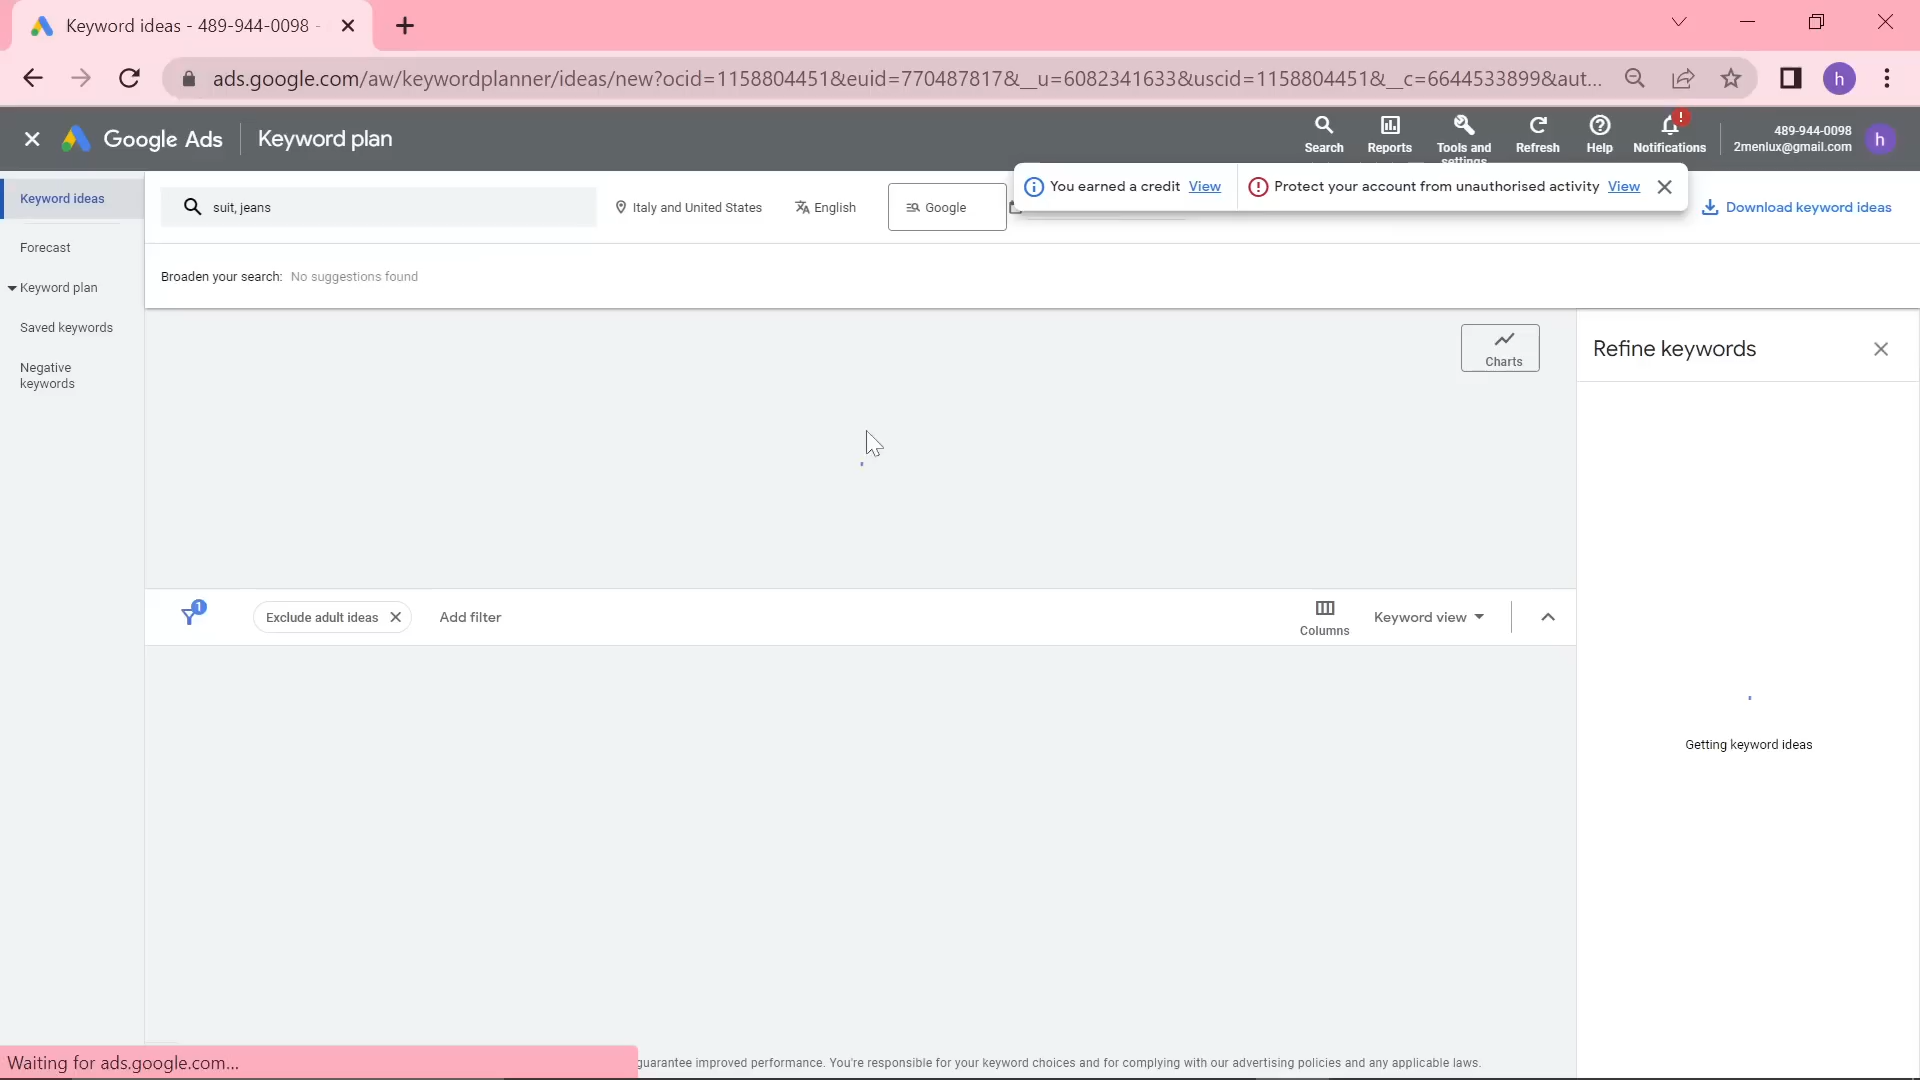 Keyword ideas - 489-944-0098 -
ads.google.com/aw/keywordplanner/ideas/new?ocid=1158804451&euid=770487817&__u=6082341633&uscid=1158804451&__c=6644533899&aut...
h
Google Ads
Keyword plan
Search
Reports
Tools and
settings
Refresh
Help
!
Notifications
489-944-0098
2menlux@gmail.com
h
You earned a credit View
Protect your account from unauthorised activity View
Keyword ideas
suit, jeans
Italy and United States
English
Google
Download keyword ideas
Forecast
Broaden your search: No suggestions found
Keyword plan
Saved keywords
Negative
keywords
Charts
Refine keywords
1
Exclude adult ideas
Add filter
Columns
Keyword view
Getting keyword ideas
Waiting for ads.google.com...
guarantee improved performance. You're responsible for your keyword choices and for complying with our advertising policies and any applicable laws.